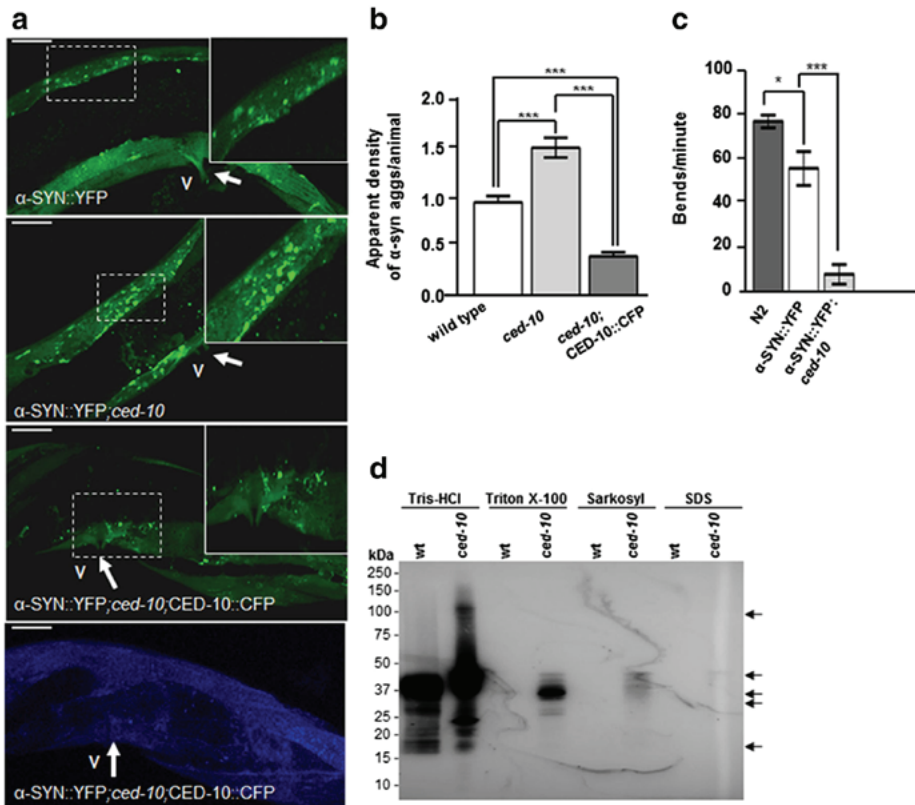 a
α-SYN::YFP
V
α-SYN::YFP;ced-10
V
α-SYN::YFP;ced-10;CED-10::CFP
V
α-SYN::YFP;ced-10;CED-10::CFP
V
b
Apparent density
of α-syn aggs/animal
2.0
1.5
1.0
0.5
0.0
***
***
***
wild type
ced-10
ced-10;
CED-10::CFP
c
Bends/minute
100
80
60
40
20
0
*
***
N2
α-SYN::YFP
α-SYN::YFP;
ced-10
d
Tris-HCl
Triton X-100
Sarkosyl
SDS
wt
ced-10
wt
ced-10
wt
ced-10
wt
ced-10
kDa
250
150
100
75
50
37
25
20
15
10